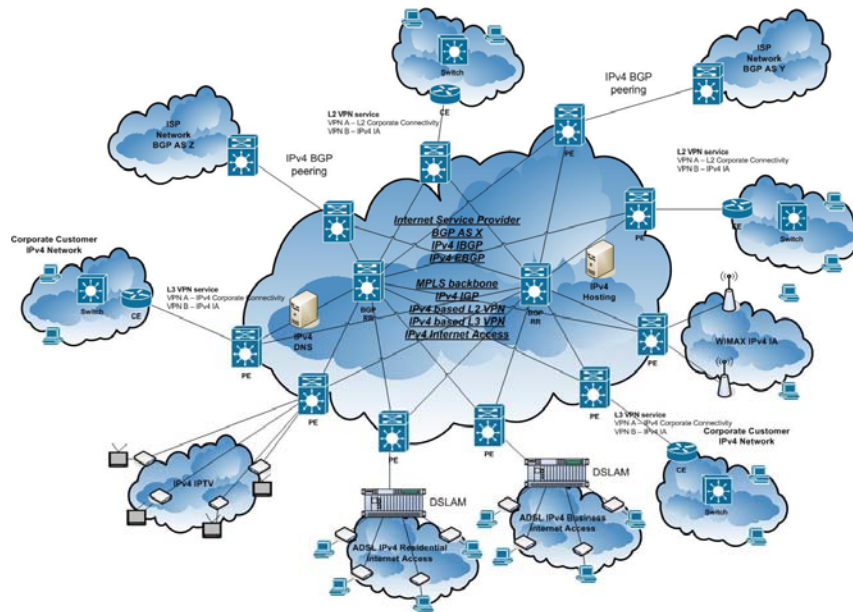 Switch
CE
ISP
Network
BGP AS Y
IPv4 BGP
peering
ISP
Network
BGP AS Z
L2 VPN service
VPN A – L2 Corporate Connectivity
VPN B – IPv4 IA
PE
IPv4 BGP
peering
L2 VPN service
VPN A – L2 Corporate Connectivity
VPN B – IPv4 IA
PE
CE
Switch
Internet Service Provider
BGP AS X
IPv4 IBGP
IPv4 EBGP
MPLS backbone
IPv4 IGP
IPv4 based L2 VPN
IPv4 based L3 VPN
IPv4 Internet Access
IPv4
Hosting
BGP
RR
BGP
RR
IPv4
DNS
Corporate Customer
IPv4 Network
Switch
CE
L3 VPN service
VPN A – IPv4 Corporate Connectivity
VPN B – IPv4 IA
PE
WIMAX IPv4 IA
PE
PE
PE
L3 VPN service
VPN A – IPv4 Corporate Connectivity
VPN B – IPv4 IA
Corporate Customer
IPv4 Network
CE
Switch
PE
PE
IPv4 IPTV
DSLAM
DSLAM
ADSL IPv4 Residential
Internet Access
ADSL IPv4 Business
Internet Access